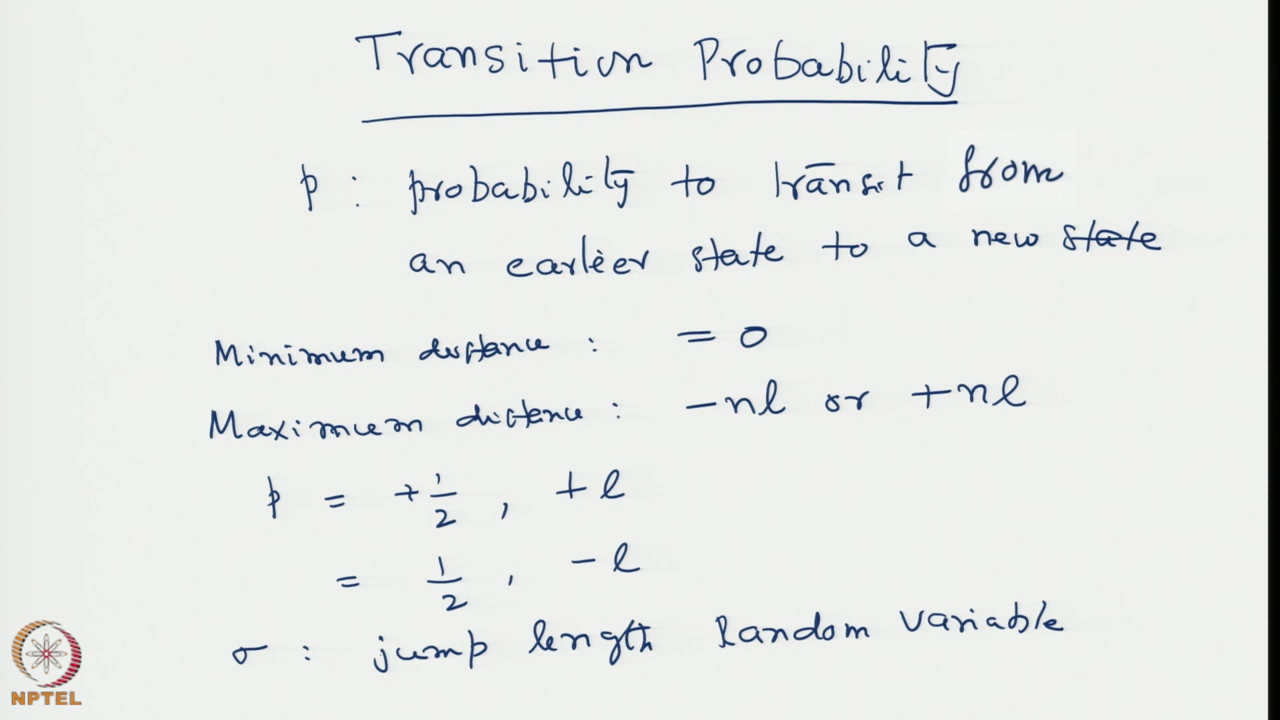 Transition Probability
p : probability to transit from
an earlier state to a new state
Minimum distance : = 0
Maximum distance : -nl or +nl
p = +1/2 , +l
= 1/2 , -l
σ : jump length Random variable
NPTEL